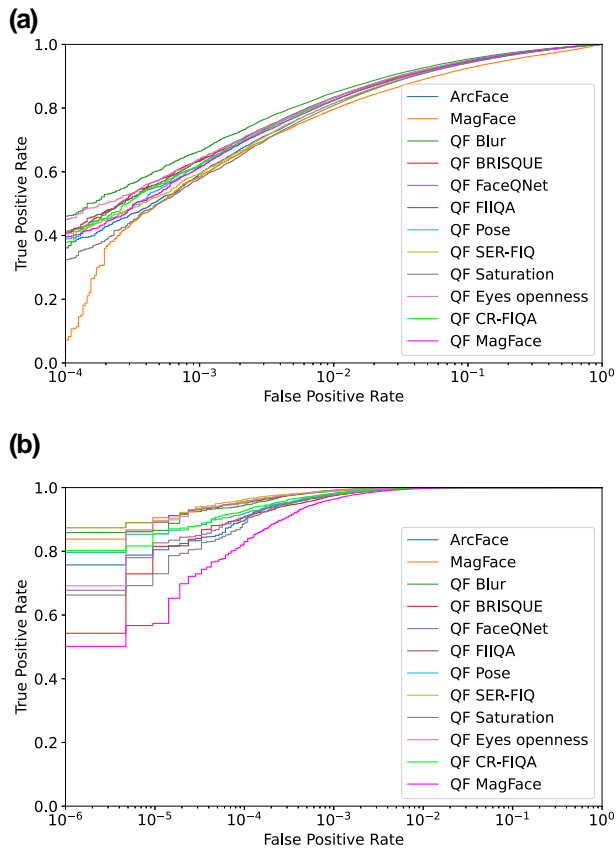 (a)
1.0
0.8
0.6
0.4
0.2
0.0
True Positive Rate
ArcFace
MagFace
QF Blur
QF BRISQUE
QF FaceQNet
QF FIIQA
QF Pose
QF SER-FIQ
QF Saturation
QF Eyes openness
QF CR-FIQA
QF MagFace
10⁻⁴ 10⁻³ 10⁻² 10⁻¹ 10⁰
False Positive Rate
(b)
1.0
0.8
0.6
0.4
0.2
0.0
True Positive Rate
ArcFace
MagFace
QF Blur
QF BRISQUE
QF FaceQNet
QF FIIQA
QF Pose
QF SER-FIQ
QF Saturation
QF Eyes openness
QF CR-FIQA
QF MagFace
10⁻⁶ 10⁻⁵ 10⁻⁴ 10⁻³ 10⁻² 10⁻¹ 10⁰
False Positive Rate